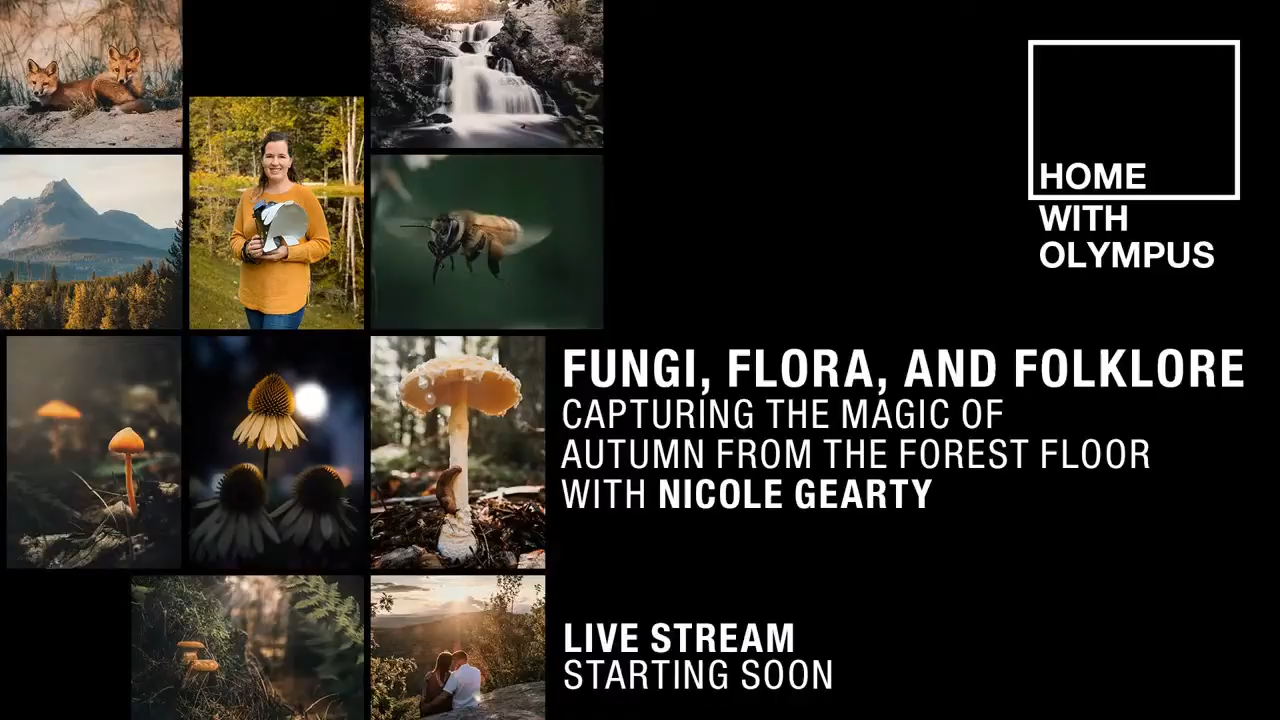 HOME
WITH
OLYMPUS
FUNGI, FLORA, AND FOLKLORE
CAPTURING THE MAGIC OF
AUTUMN FROM THE FOREST FLOOR
WITH NICOLE GEARTY
LIVE STREAM
STARTING SOON